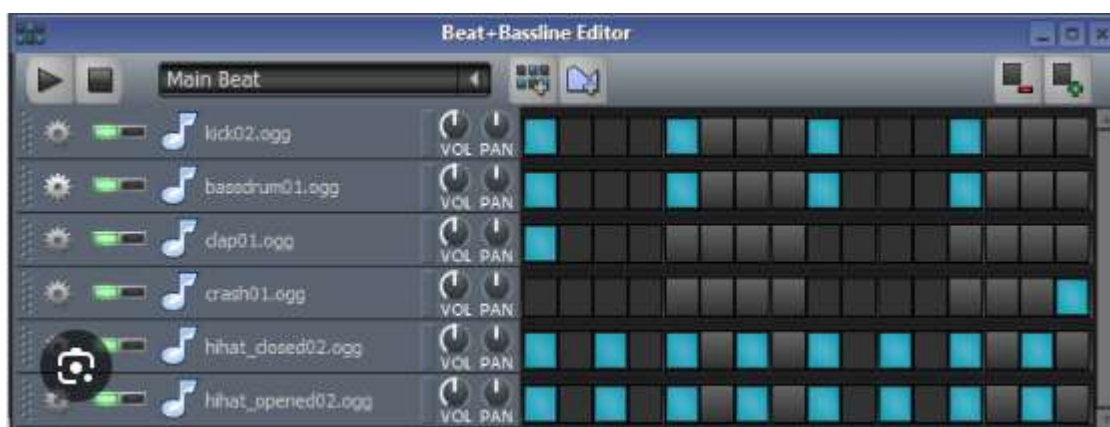 Beat+Bassline Editor
Main Beat
kick02.ogg
VOL PAN
bassdrum01.ogg
VOL PAN
clap01.ogg
VOL PAN
crash01.ogg
VOL PAN
hihat_closed02.ogg
VOL PAN
hihat_opened02.ogg
VOL PAN